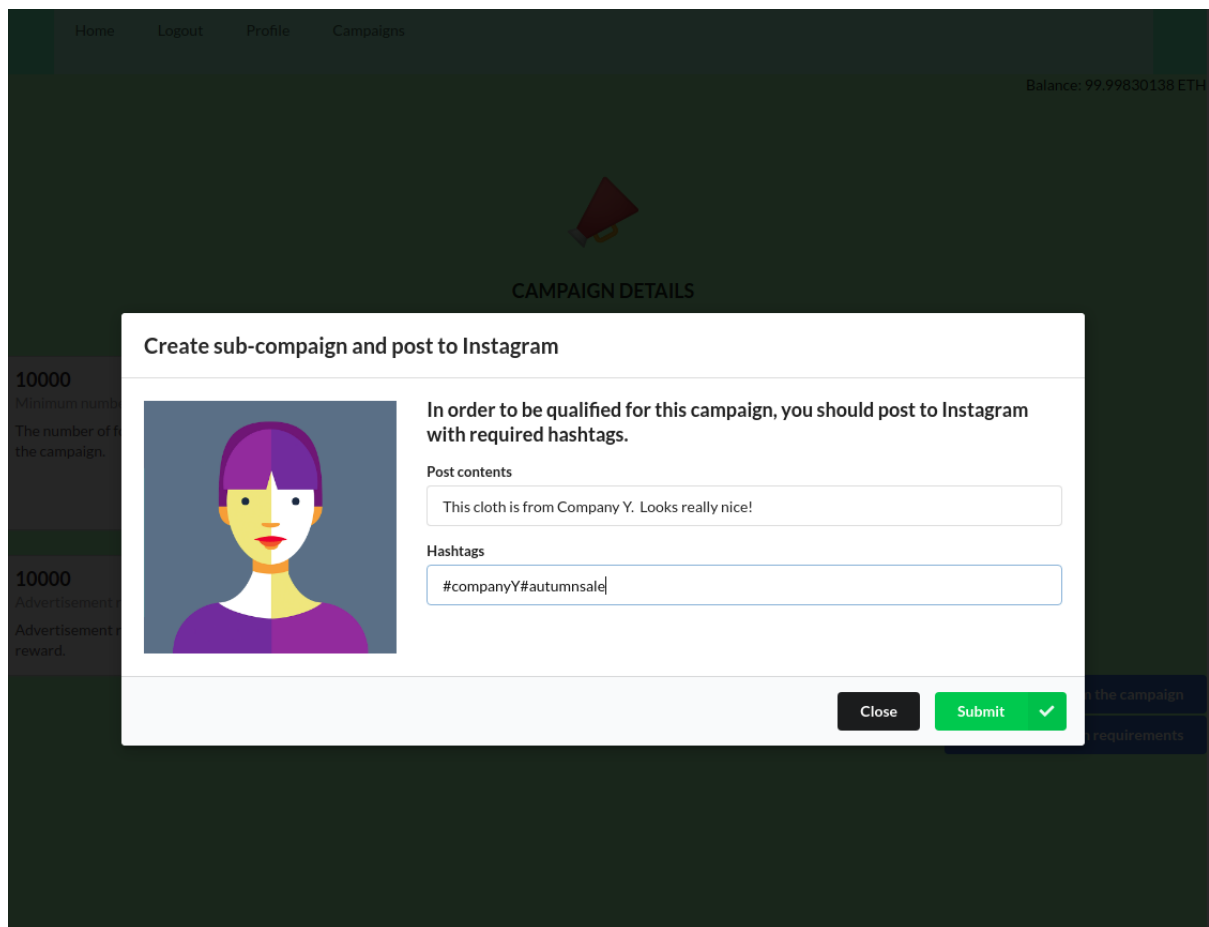 Home Logout Profile Campaigns
Balance: 99.99830138 ETH
CAMPAIGN DETAILS
Create sub-compaign and post to Instagram
10000
Minimum
The number of
the campaign.
In order to be qualified for this campaign, you should post to Instagram
with required hashtags.
Post contents
This cloth is from Company Y. Looks really nice!
Hashtags
#companyY#autumnsale
10000
Advertisement
Advertisement
reward.
the campaign
requirements
Close Submit